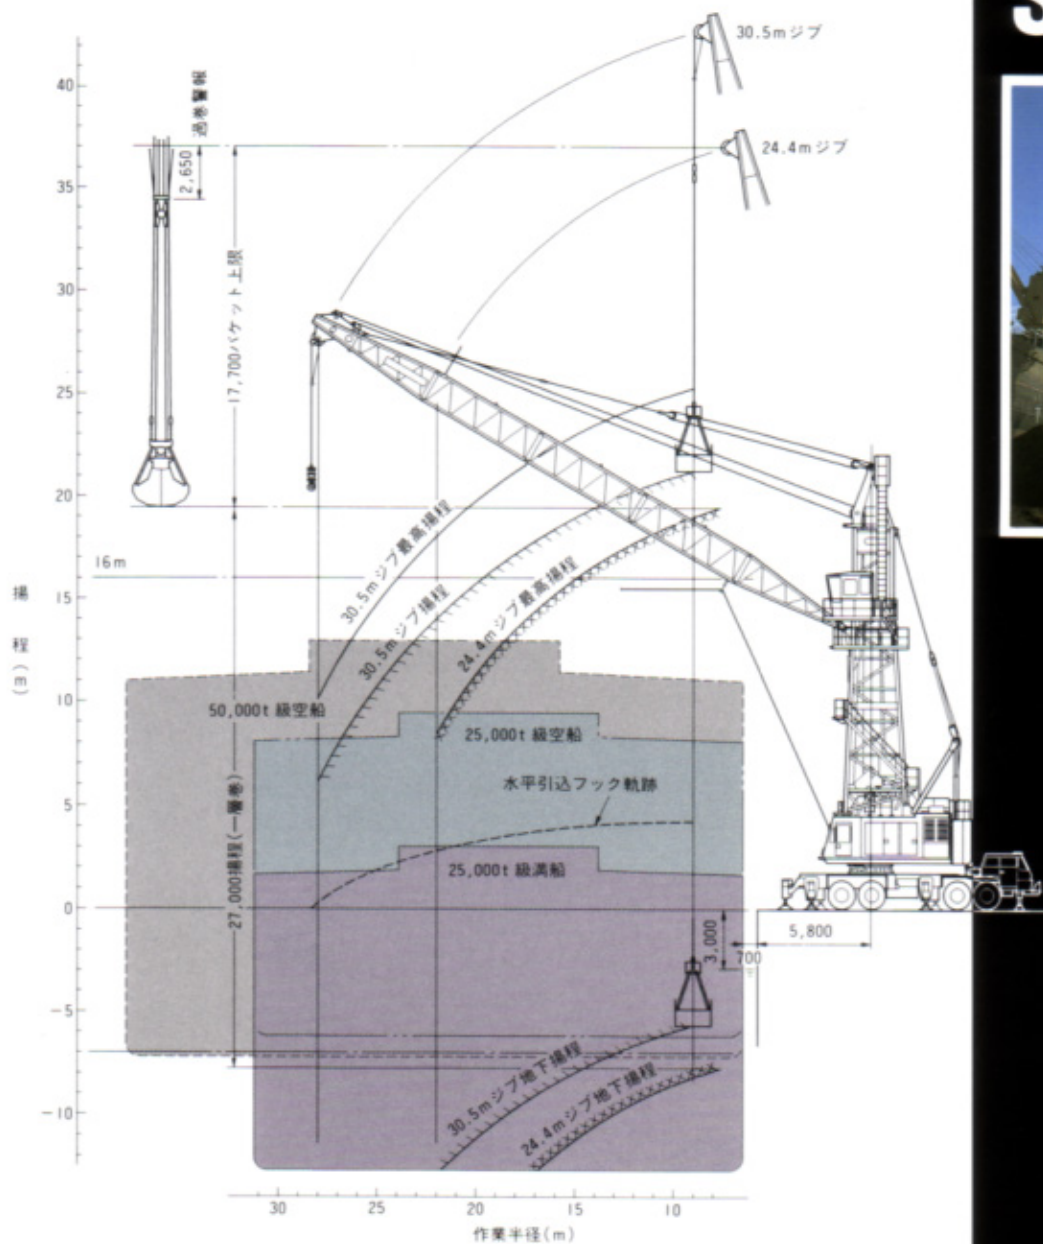 30.5mジブ
24.4mジブ
過巻警報
2,650
17,700バケット上限
27,000揚程(一層巻)
揚程(m)
40
35
30
25
20
16m
15
10
5
0
-5
-10
30.5mジブ最高揚程
30.5mジブ揚程
24.4mジブ最高揚程
50,000t 級空船
25,000t 級空船
水平引込フック軌跡
25,000t 級満船
3,000
700
5,800
30.5mジブ地下揚程
24.4mジブ地下揚程
30
25
20
15
10
作業半径(m)